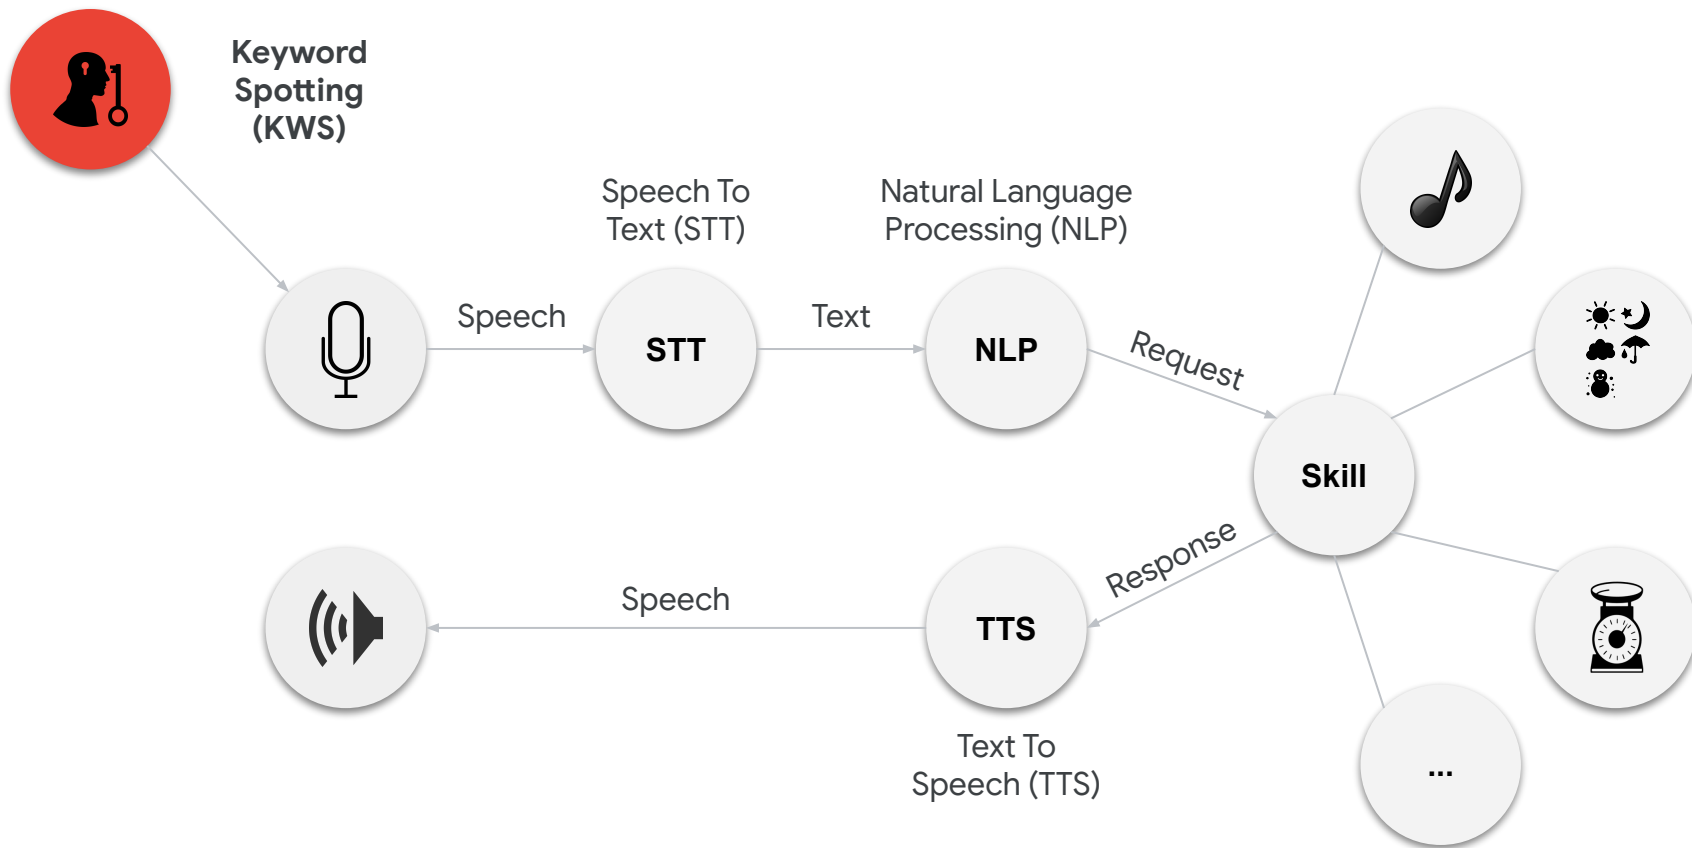 Keyword
Spotting
(KWS)
Speech To
Text (STT)
Natural Language
Processing (NLP)
Speech
STT
Text
NLP
Request
Skill
Response
Speech
TTS
Text To
Speech (TTS)
...